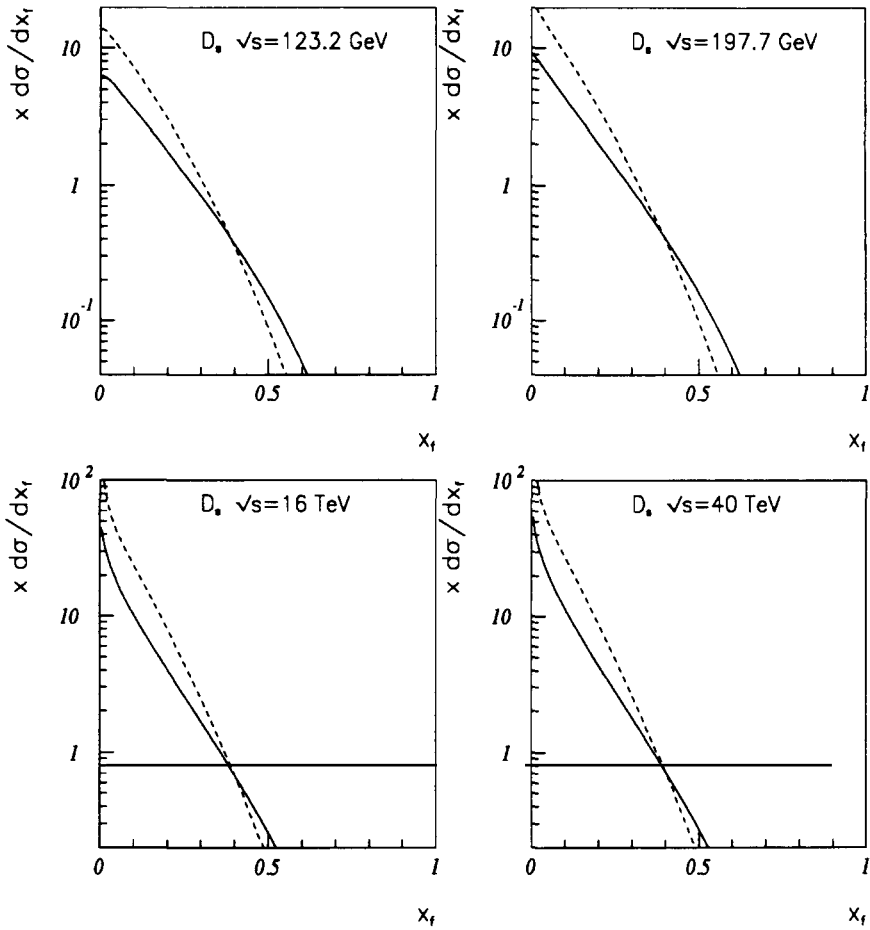 x dσ/dx_f
10
1
10^-1
D_s √s=123.2 GeV
0
0.5
1
x_f
x dσ/dx_f
10
1
10^-1
D_s √s=197.7 GeV
0
0.5
1
x_f
x dσ/dx_f
10^2
10
1
D_s √s=16 TeV
0
0.5
1
x_f
x dσ/dx_f
10^2
10
1
D_s √s=40 TeV
0
0.5
1
x_f